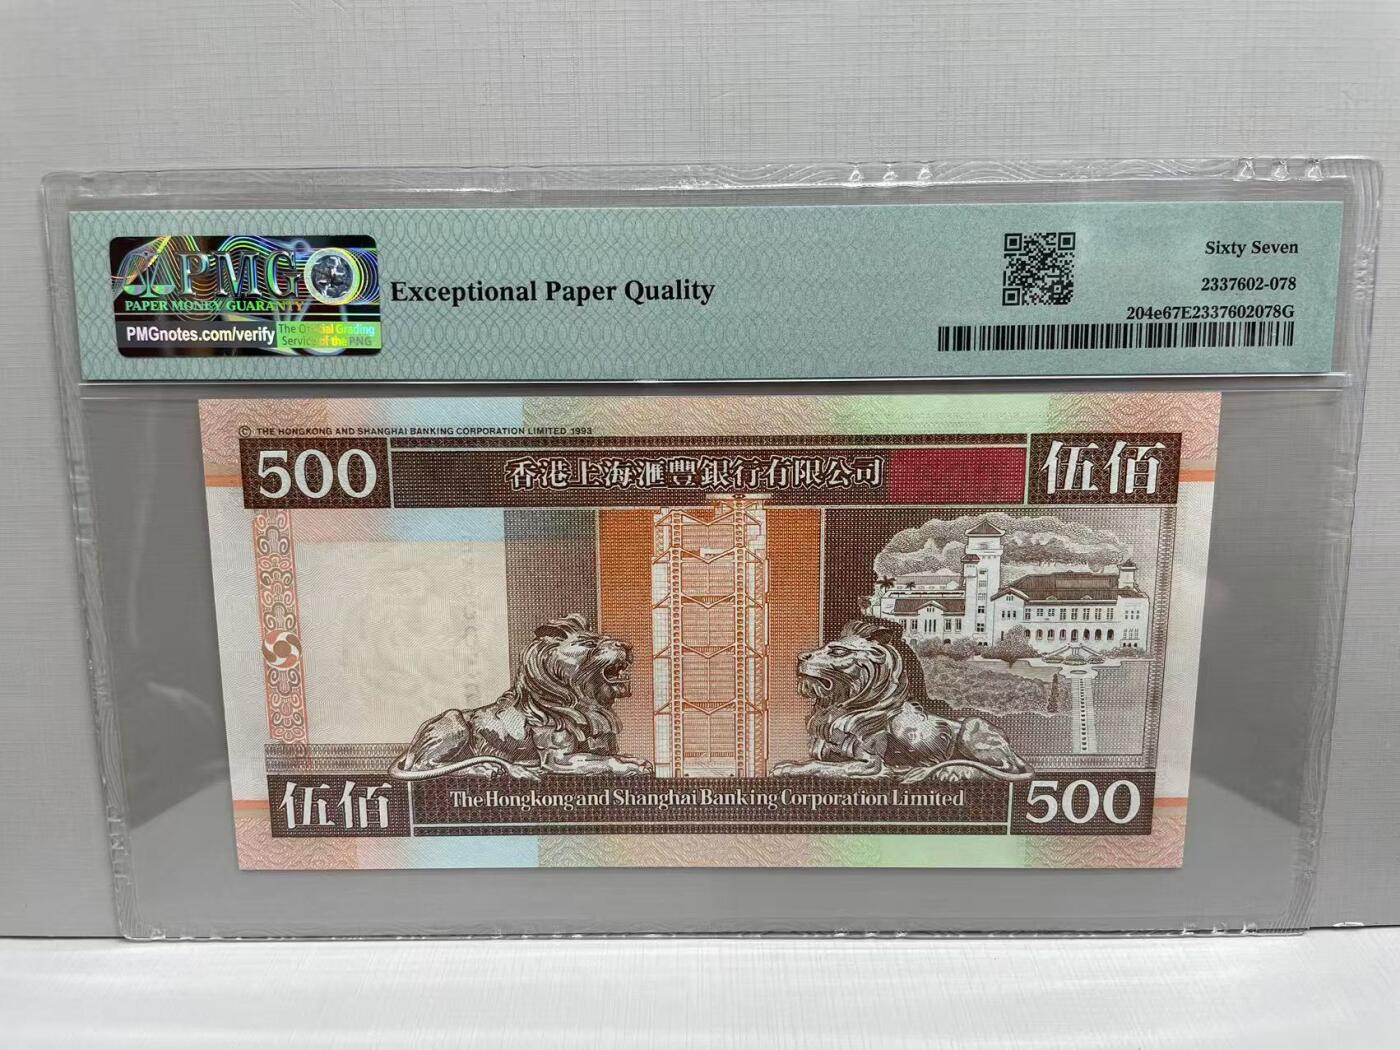 PMG
PAPER MONEY GUARANTY
PMGnotes.com/verify
The Official Grading
Service of the PNG
Exceptional Paper Quality
Sixty Seven
2337602-078
204e67E2337602078G
© THE HONGKONG AND SHANGHAI BANKING CORPORATION LIMITED 1993
500
香港上海滙豐銀行有限公司
伍佰
伍佰
The Hongkong and Shanghai Banking Corporation Limited
500